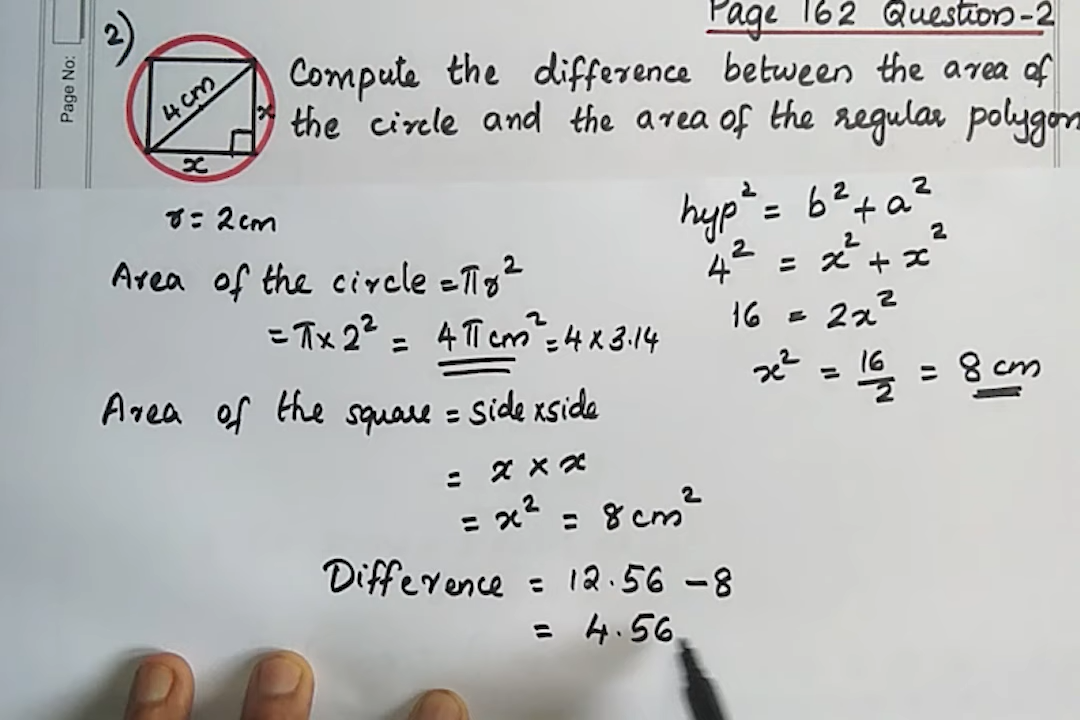 Page 162 Question-2
Page No:
2)
4cm
x
x
Compute the difference between the area of
the circle and the area of the regular polygon
r = 2cm
Area of the circle = πr²
= π × 2² = 4π cm² = 4 × 3.14
Area of the square = side × side
= x × x
= x² = 8 cm²
hyp² = b² + a²
4² = x² + x²
16 = 2x²
x² = 16/2 = 8 cm
Difference = 12.56 - 8
= 4.56